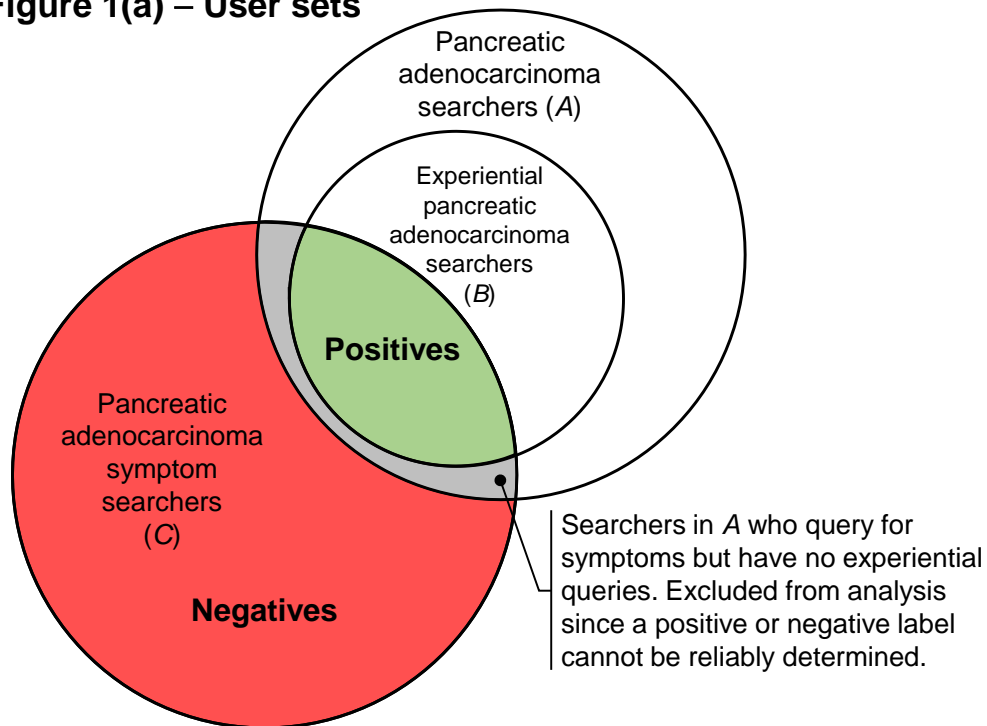 Figure 1(a) – User sets
Pancreatic
adenocarcinoma
searchers (A)
Experiential
pancreatic
adenocarcinoma
searchers
(B)
Positives
Pancreatic
adenocarcinoma
symptom
searchers
(C)
Negatives
Searchers in A who query for
symptoms but have no experiential
queries. Excluded from analysis
since a positive or negative label
cannot be reliably determined.